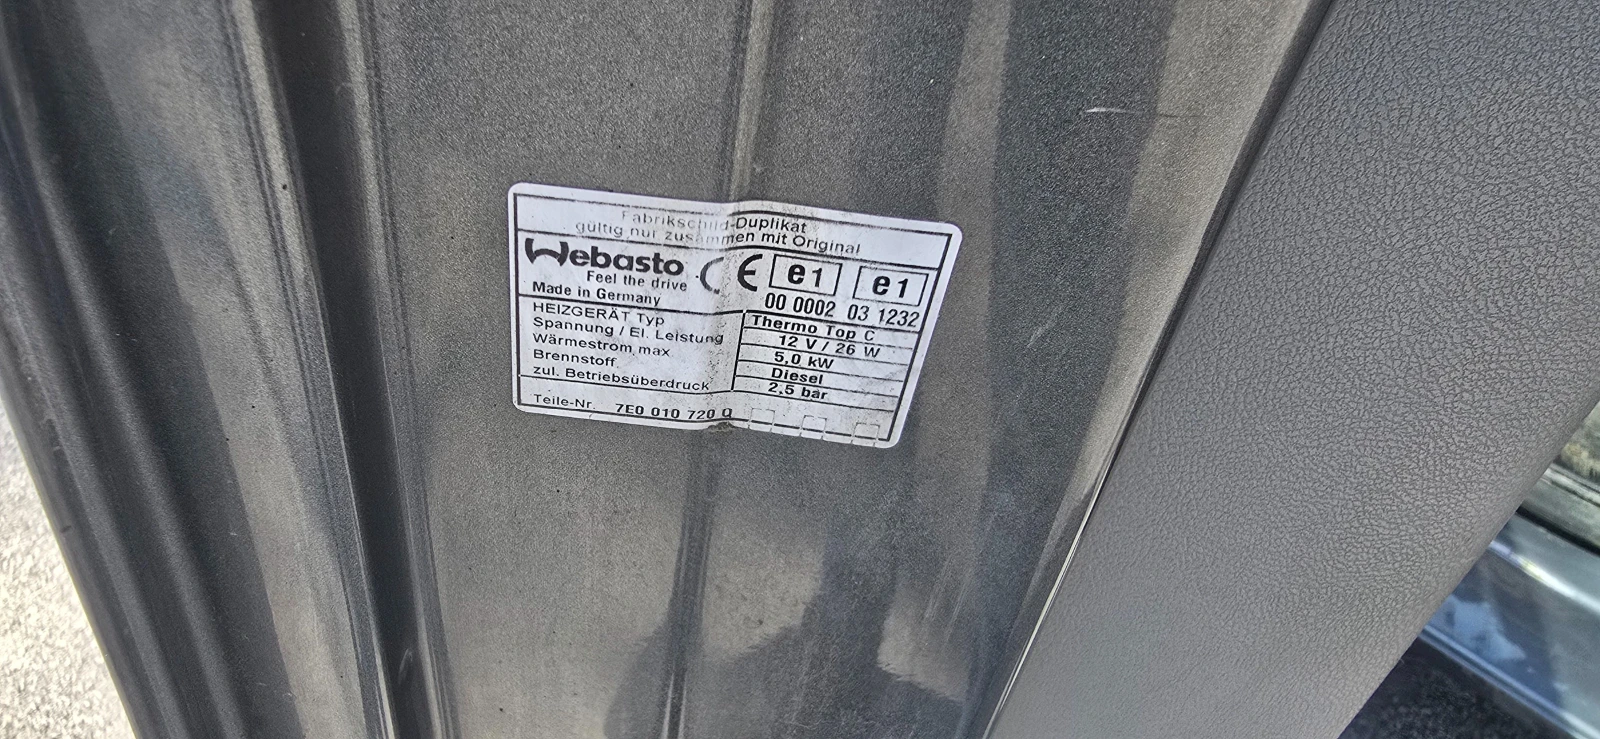 Fabrikschild-Duplikat
gültig nur zusammen mit Original
Webasto
Feel the drive
Made in Germany
CE e1 e1
00 0002 03 1232
HEIZGERÄT Typ Thermo Top C
Spannung / El. Leistung 12 V / 26 W
Wärmestrom max 5,0 kW
Brennstoff Diesel
zul. Betriebsüberdruck 2,5 bar
Teile-Nr. 7E0 010 720 Q